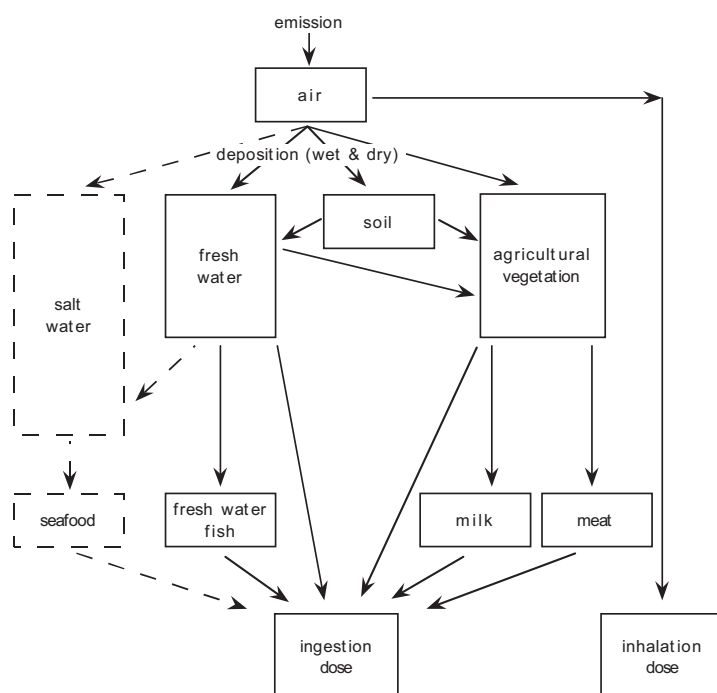 emission
air
deposition (wet & dry)
soil
fresh
water
agricultural
vegetation
salt
water
seafood
fresh water
fish
milk
meat
ingestion
dose
inhalation
dose